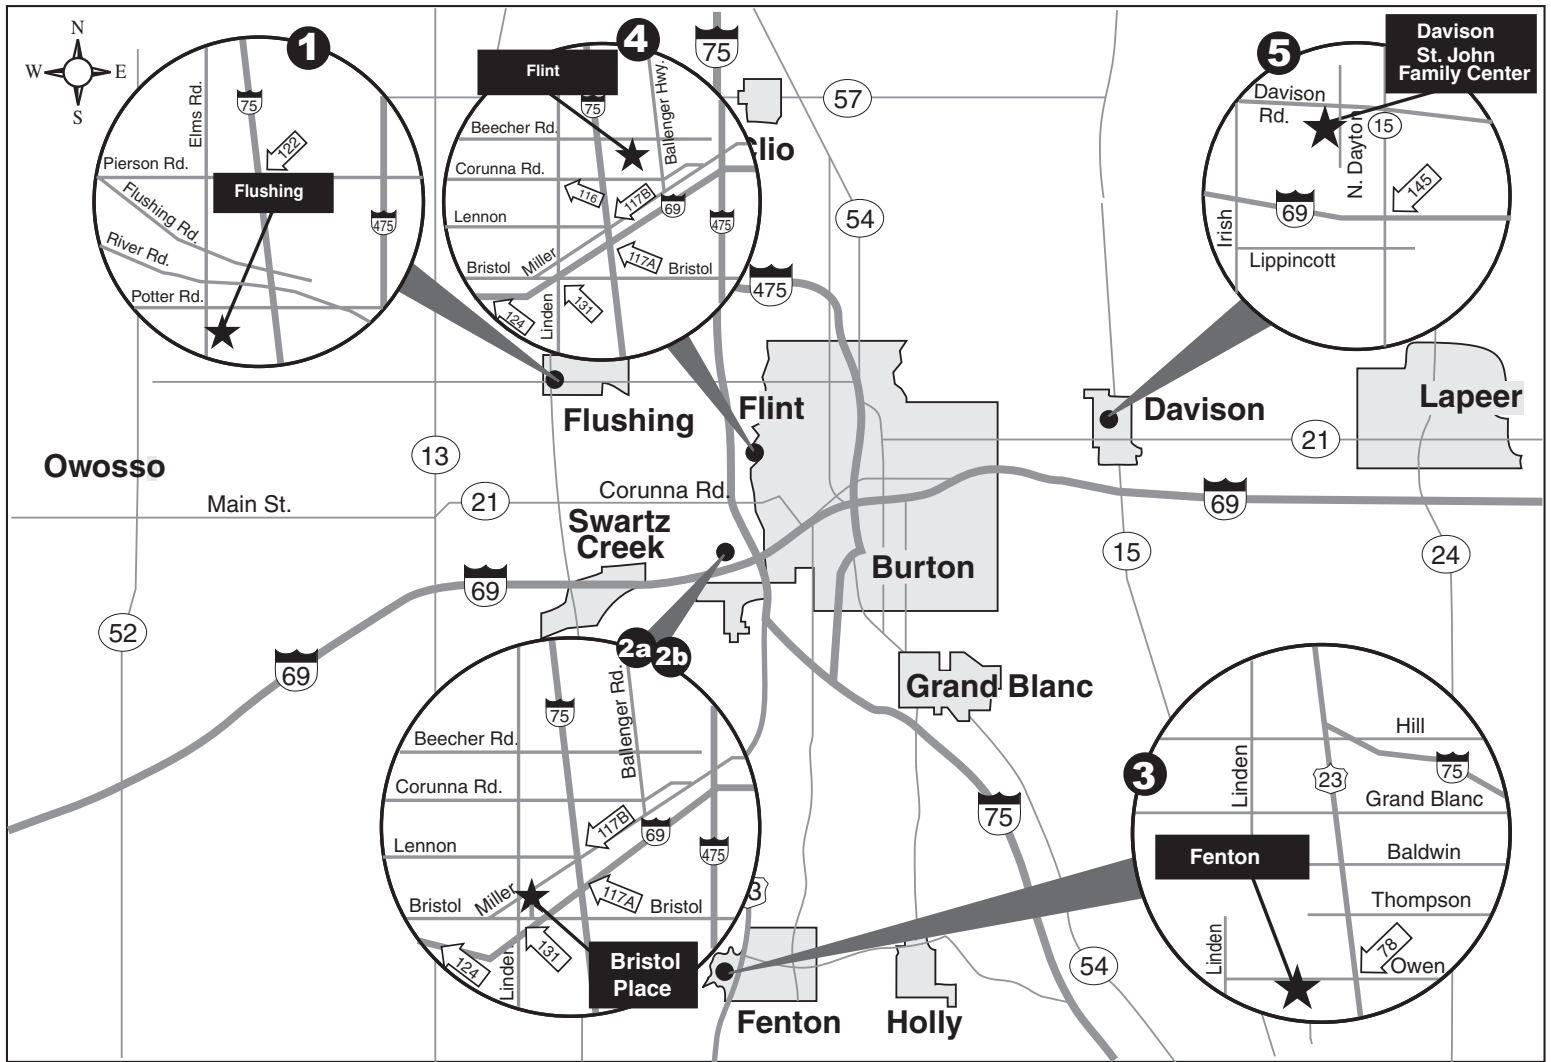 N
W
E
S
1
Elms Rd.
75
122
Pierson Rd.
Flushing
Flushing Rd.
475
River Rd.
Potter Rd.
4
Flint
75
Ballenger Hwy.
Beecher Rd.
Corunna Rd.
116
117B
69
Lennon
475
Miller
117A
Bristol
Bristol
Linden
131
124
75
57
Clio
54
475
5
Davison
St. John
Family Center
Davison
Rd.
15
N. Dayton
145
69
Irish
Lippincott
Flushing
Flint
Davison
Lapeer
Owosso
13
21
Main St.
21
Corunna Rd.
69
Swartz
Creek
Burton
15
24
69
52
69
2a
2b
Grand Blanc
75
Ballenger Rd.
75
Beecher Rd.
Corunna Rd.
117B
69
Lennon
475
Miller
117A
Bristol
Bristol
131
124
Linden
Bristol
Place
3
Fenton
Holly
54
3
Hill
Linden
75
23
Grand Blanc
Fenton
Baldwin
Thompson
Linden
78
Owen